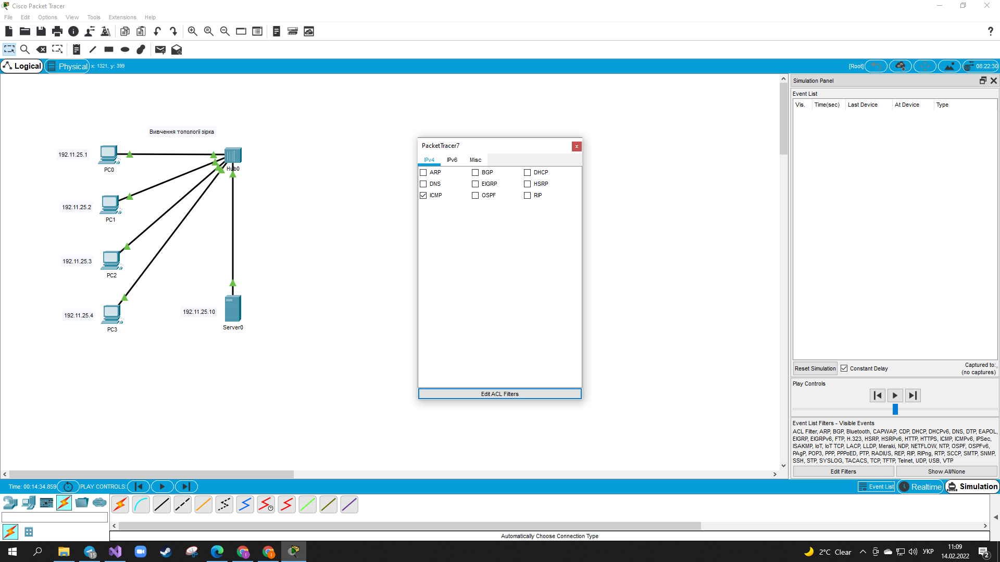 Cisco Packet Tracer
File Edit Options View Tools Extensions Help
Logical
Physical
x: 1321, y: 399
[Root]
08:22:30
Вивчення топології зірка
192.11.25.1
PC0
Hub0
192.11.25.2
PC1
192.11.25.3
PC2
192.11.25.4
PC3
192.11.25.10
Server0
PacketTracer7
x
IPv4 IPv6 Misc
ARP BGP DHCP
DNS EIGRP HSRP
ICMP OSPF RIP
Edit ACL Filters
Simulation Panel
Event List
Vis. Time(sec) Last Device At Device Type
Reset Simulation
Constant Delay
Captured to:
(no captures)
Play Controls
Event List Filters - Visible Events
ACL Filter, ARP, BGP, Bluetooth, CAPWAP, CDP, DHCP, DHCPv6, DNS, DTP, EAPOL,
EIGRP, EIGRPv6, FTP, H.323, HSRP, HSRPv6, HTTP, HTTPS, ICMP, ICMPv6, IPSec,
ISAKMP, IoT, IoT TCP, LACP, LLDP, Meraki, NDP, NETFLOW, NTP, OSPF, OSPFv6,
PAgP, POP3, PPP, PPPoED, PTP, RADIUS, REP, RIP, RIPng, RTP, SCCP, SMTP, SNMP,
SSH, STP, SYSLOG, TACACS, TCP, TFTP, Telnet, UDP, USB, VTP
Edit Filters
Show All/None
Time: 00:14:34.859
PLAY CONTROLS:
Event List
Realtime
Simulation
Automatically Choose Connection Type
15
2°C Clear
УКР
11:09
14.02.2022
2